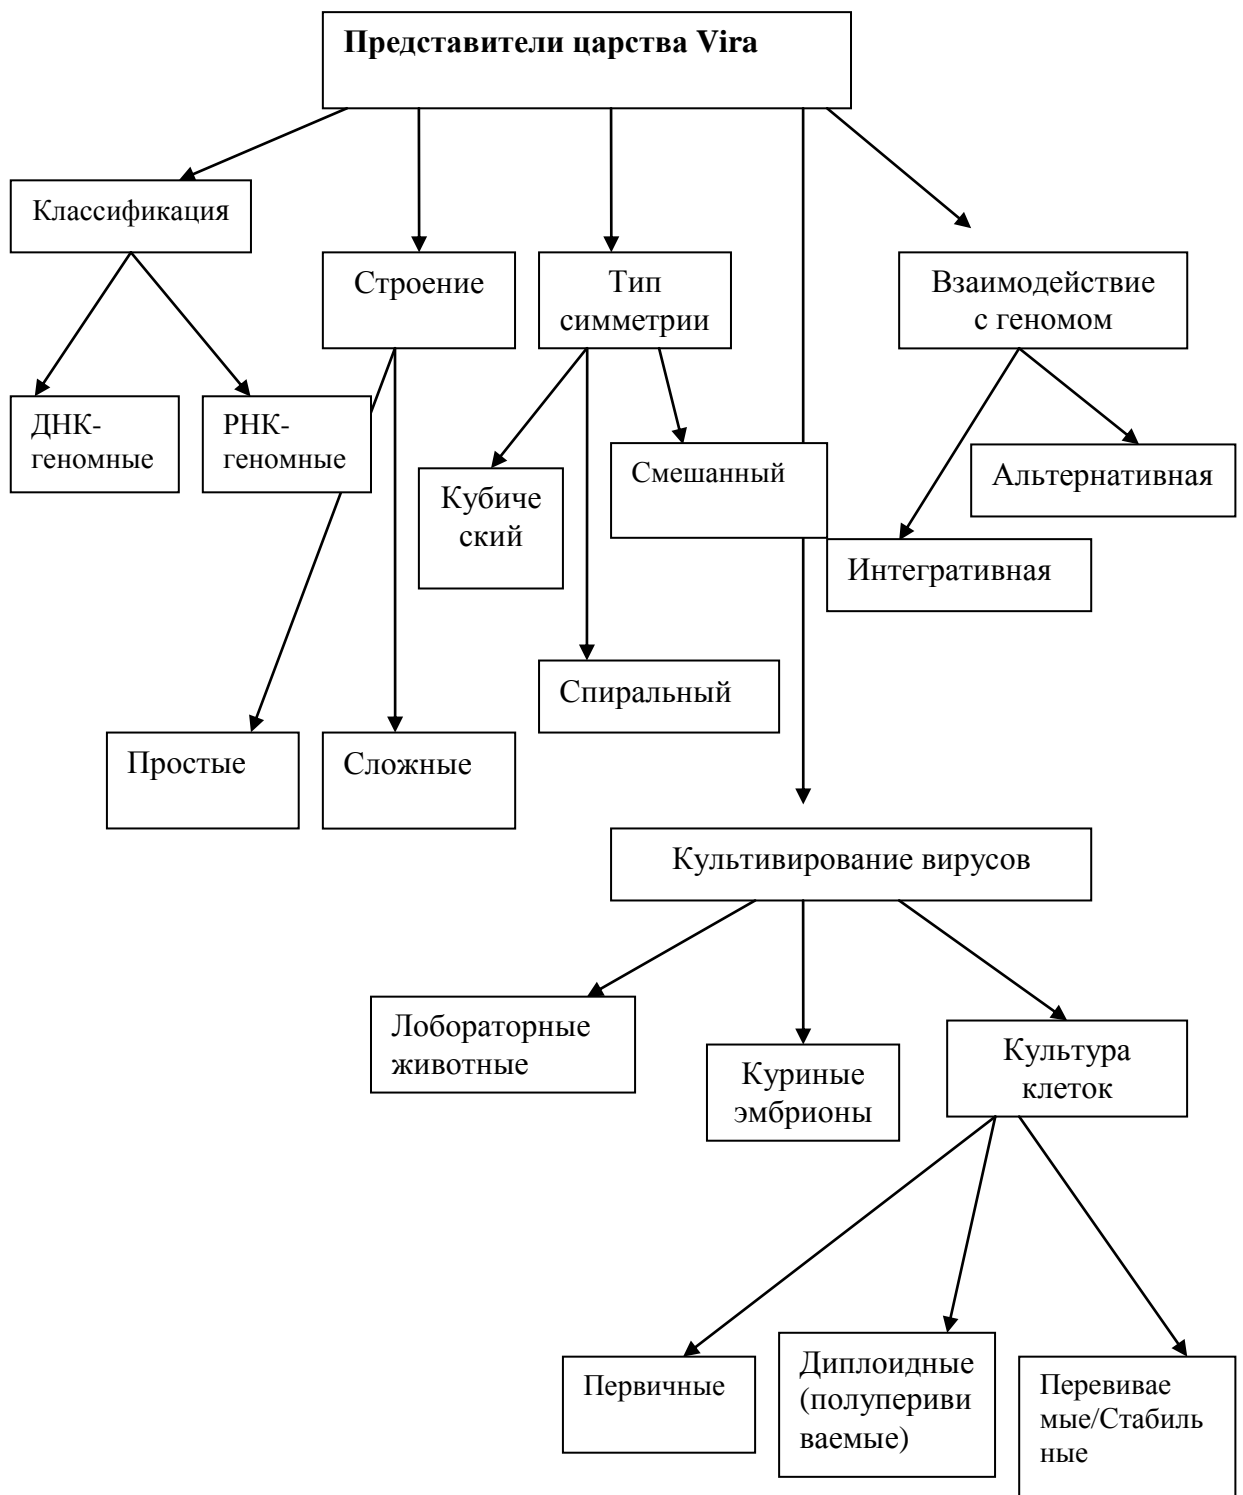 Представители царства Vira
Классификация
Строение
Тип
симметрии
Взаимодействие
с геномом
ДНК-
геномные
РНК-
геномные
Кубиче
ский
Смешанный
Альтернативная
Интегративная
Спиральный
Простые
Сложные
Культивирование вирусов
Лобораторные
животные
Куриные
эмбрионы
Культура
клеток
Первичные
Диплоидные
(полуперивиe
ваемые)
Перевивае
мые/Стабиль
ные